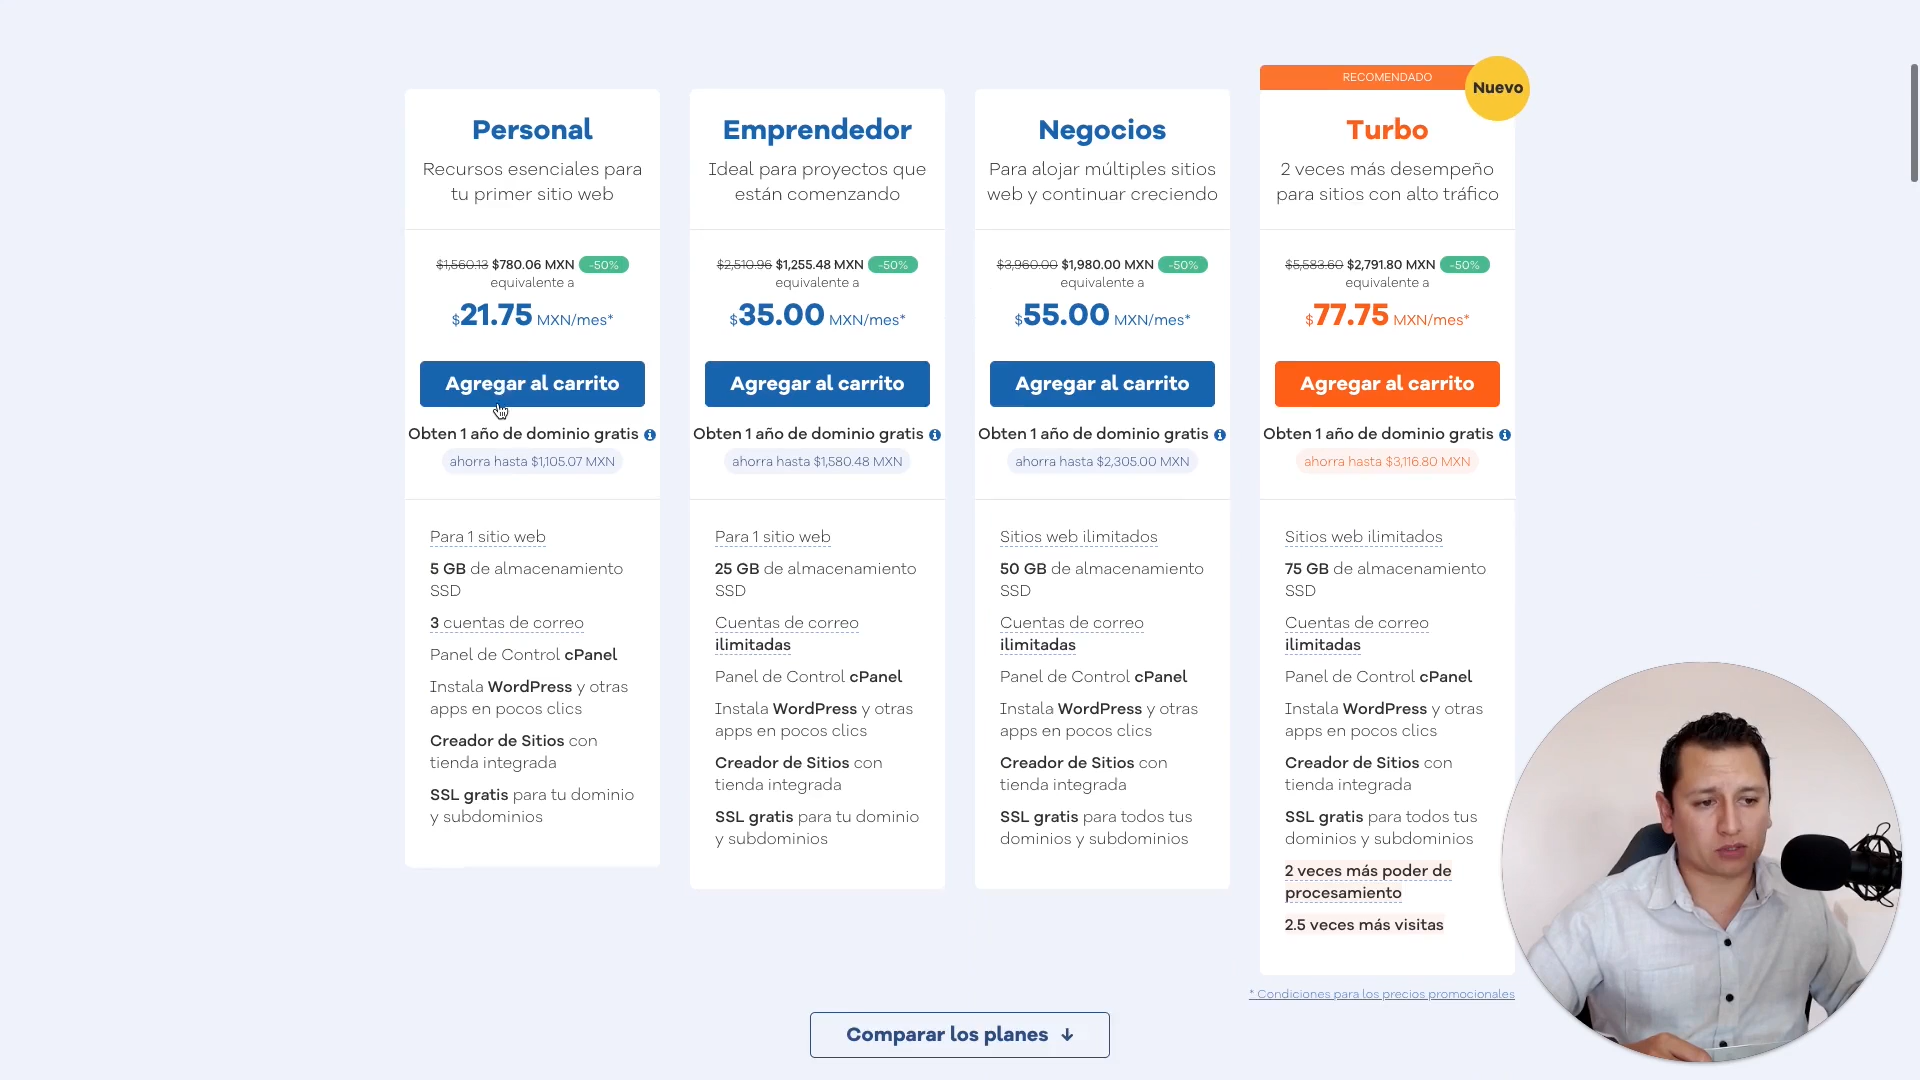 RECOMENDADO
Nuevo
Personal
Recursos esenciales para
tu primer sitio web
$1,560.13 $780.06 MXN -50%
equivalente a
$21.75 MXN/mes*
Agregar al carrito
Obten 1 año de dominio gratis
ahorra hasta $1,105.07 MXN
Para 1 sitio web
5 GB de almacenamiento
SSD
3 cuentas de correo
Panel de Control cPanel
Instala WordPress y otras
apps en pocos clics
Creador de Sitios con
tienda integrada
SSL gratis para tu dominio
y subdominios
Emprendedor
Ideal para proyectos que
están comenzando
$2,510.96 $1,255.48 MXN -50%
equivalente a
$35.00 MXN/mes*
Agregar al carrito
Obten 1 año de dominio gratis
ahorra hasta $1,580.48 MXN
Para 1 sitio web
25 GB de almacenamiento
SSD
Cuentas de correo
ilimitadas
Panel de Control cPanel
Instala WordPress y otras
apps en pocos clics
Creador de Sitios con
tienda integrada
SSL gratis para tu dominio
y subdominios
Negocios
Para alojar múltiples sitios
web y continuar creciendo
$3,960.00 $1,980.00 MXN -50%
equivalente a
$55.00 MXN/mes*
Agregar al carrito
Obten 1 año de dominio gratis
ahorra hasta $2,305.00 MXN
Sitios web ilimitados
50 GB de almacenamiento
SSD
Cuentas de correo
ilimitadas
Panel de Control cPanel
Instala WordPress y otras
apps en pocos clics
Creador de Sitios con
tienda integrada
SSL gratis para todos tus
dominios y subdominios
Turbo
2 veces más desempeño
para sitios con alto tráfico
$5,583.60 $2,791.80 MXN -50%
equivalente a
$77.75 MXN/mes*
Agregar al carrito
Obten 1 año de dominio gratis
ahorra hasta $3,116.80 MXN
Sitios web ilimitados
75 GB de almacenamiento
SSD
Cuentas de correo
ilimitadas
Panel de Control cPanel
Instala WordPress y otras
apps en pocos clics
Creador de Sitios con
tienda integrada
SSL gratis para todos tus
dominios y subdominios
2 veces más poder de
procesamiento
2.5 veces más visitas
* Condiciones para los precios promocionales
Comparar los planes ↓